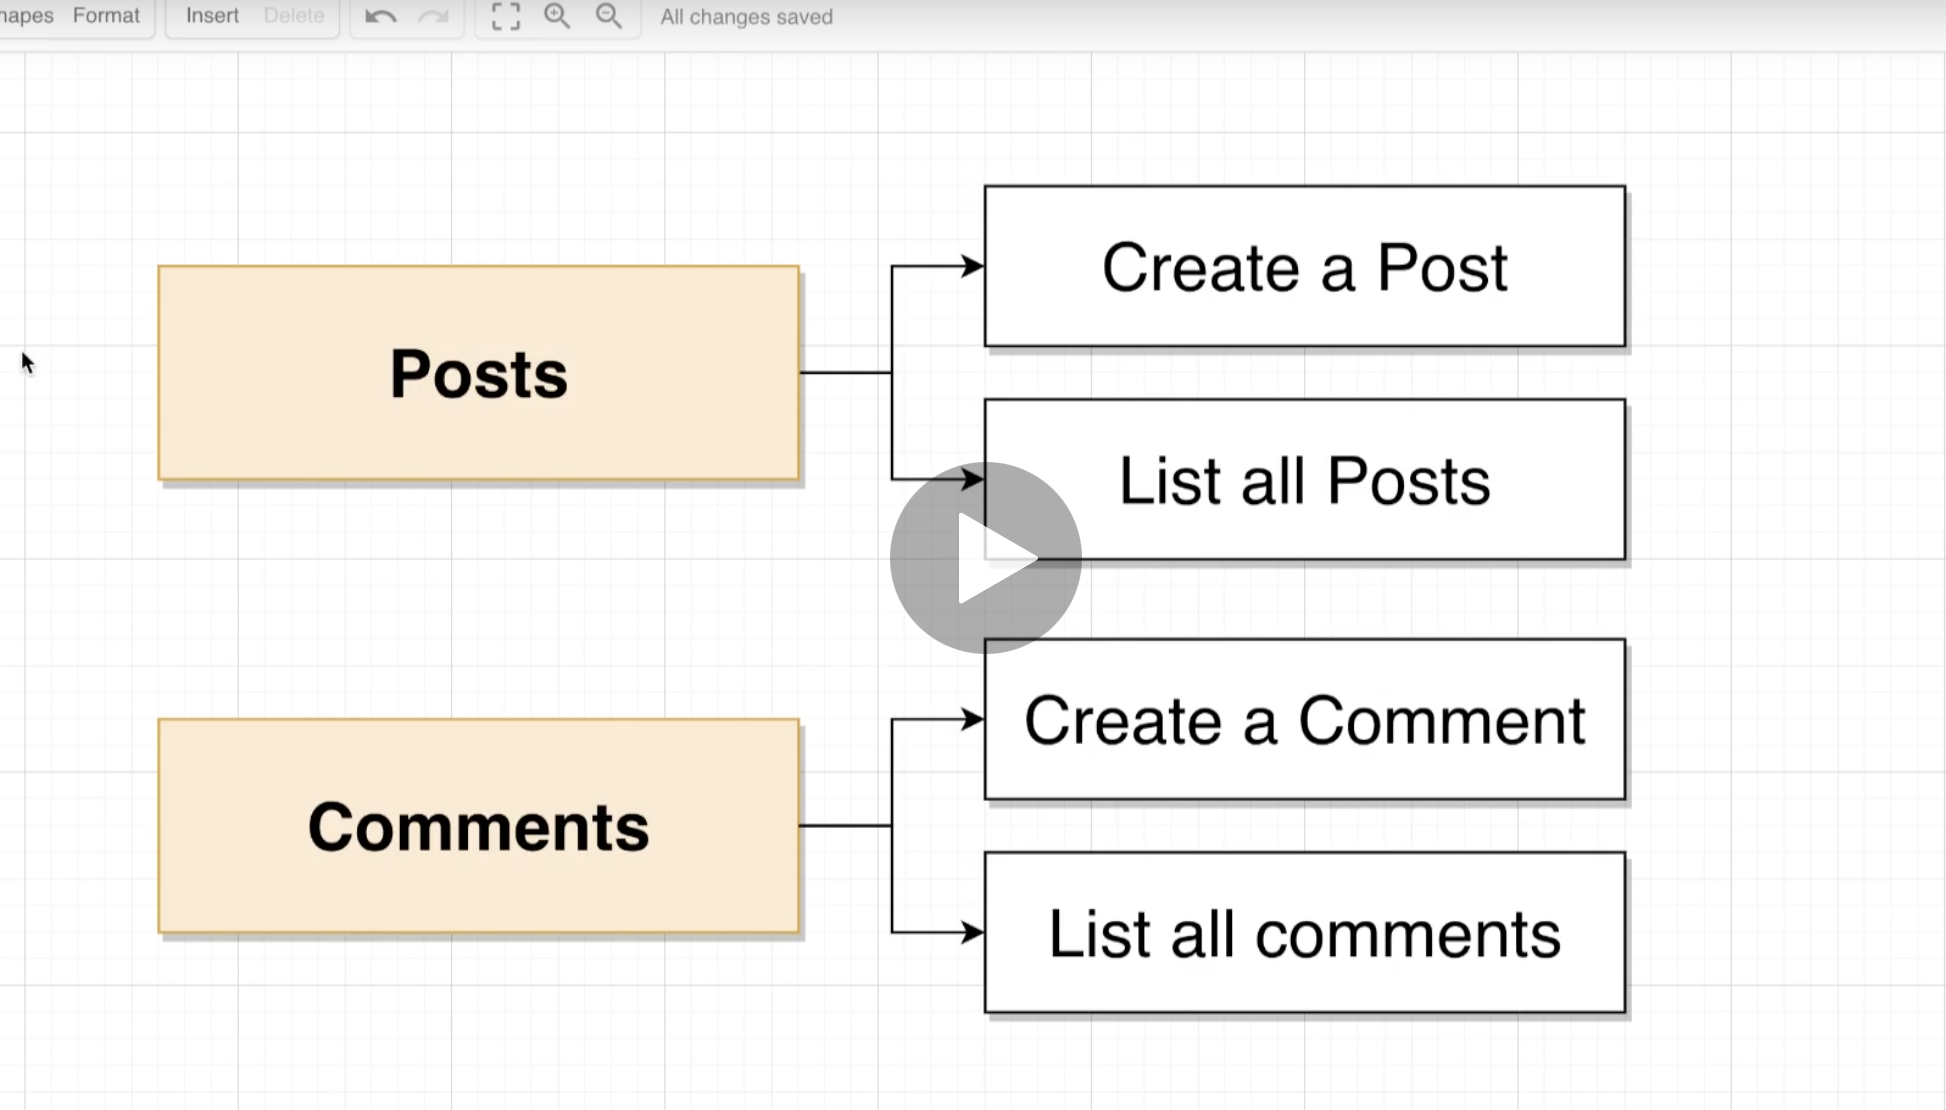 hapes Format Insert Delete All changes saved
Create a Post
Posts
List all Posts
Create a Comment
Comments
List all comments